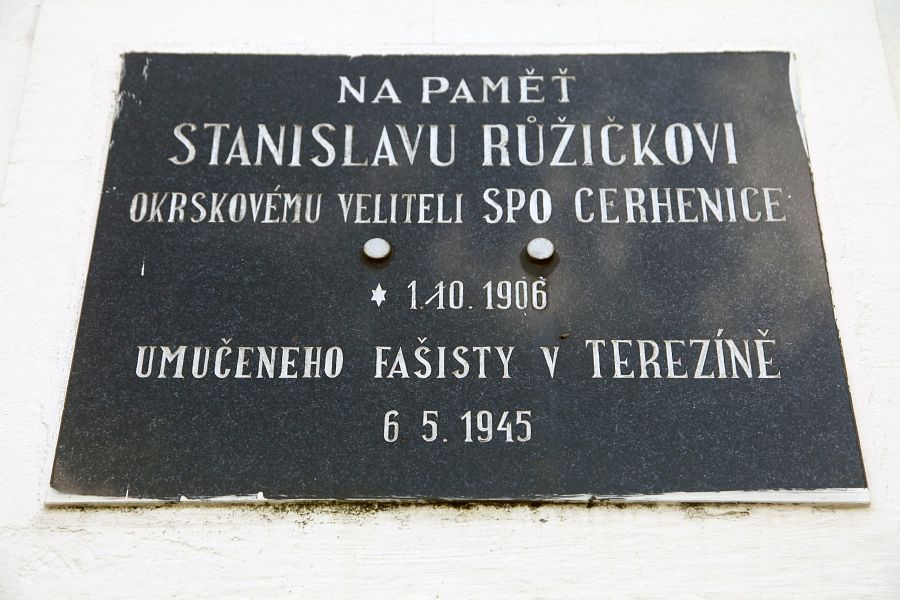 NA PAMĚŤ
STANISLAVU RŮŽIČKOVI
OKRSKOVÉMU VELITELI SPO CERHENICE
* 1.10. 1906
UMUČENEHO FAŠISTY V TEREZÍNĚ
6. 5. 1945